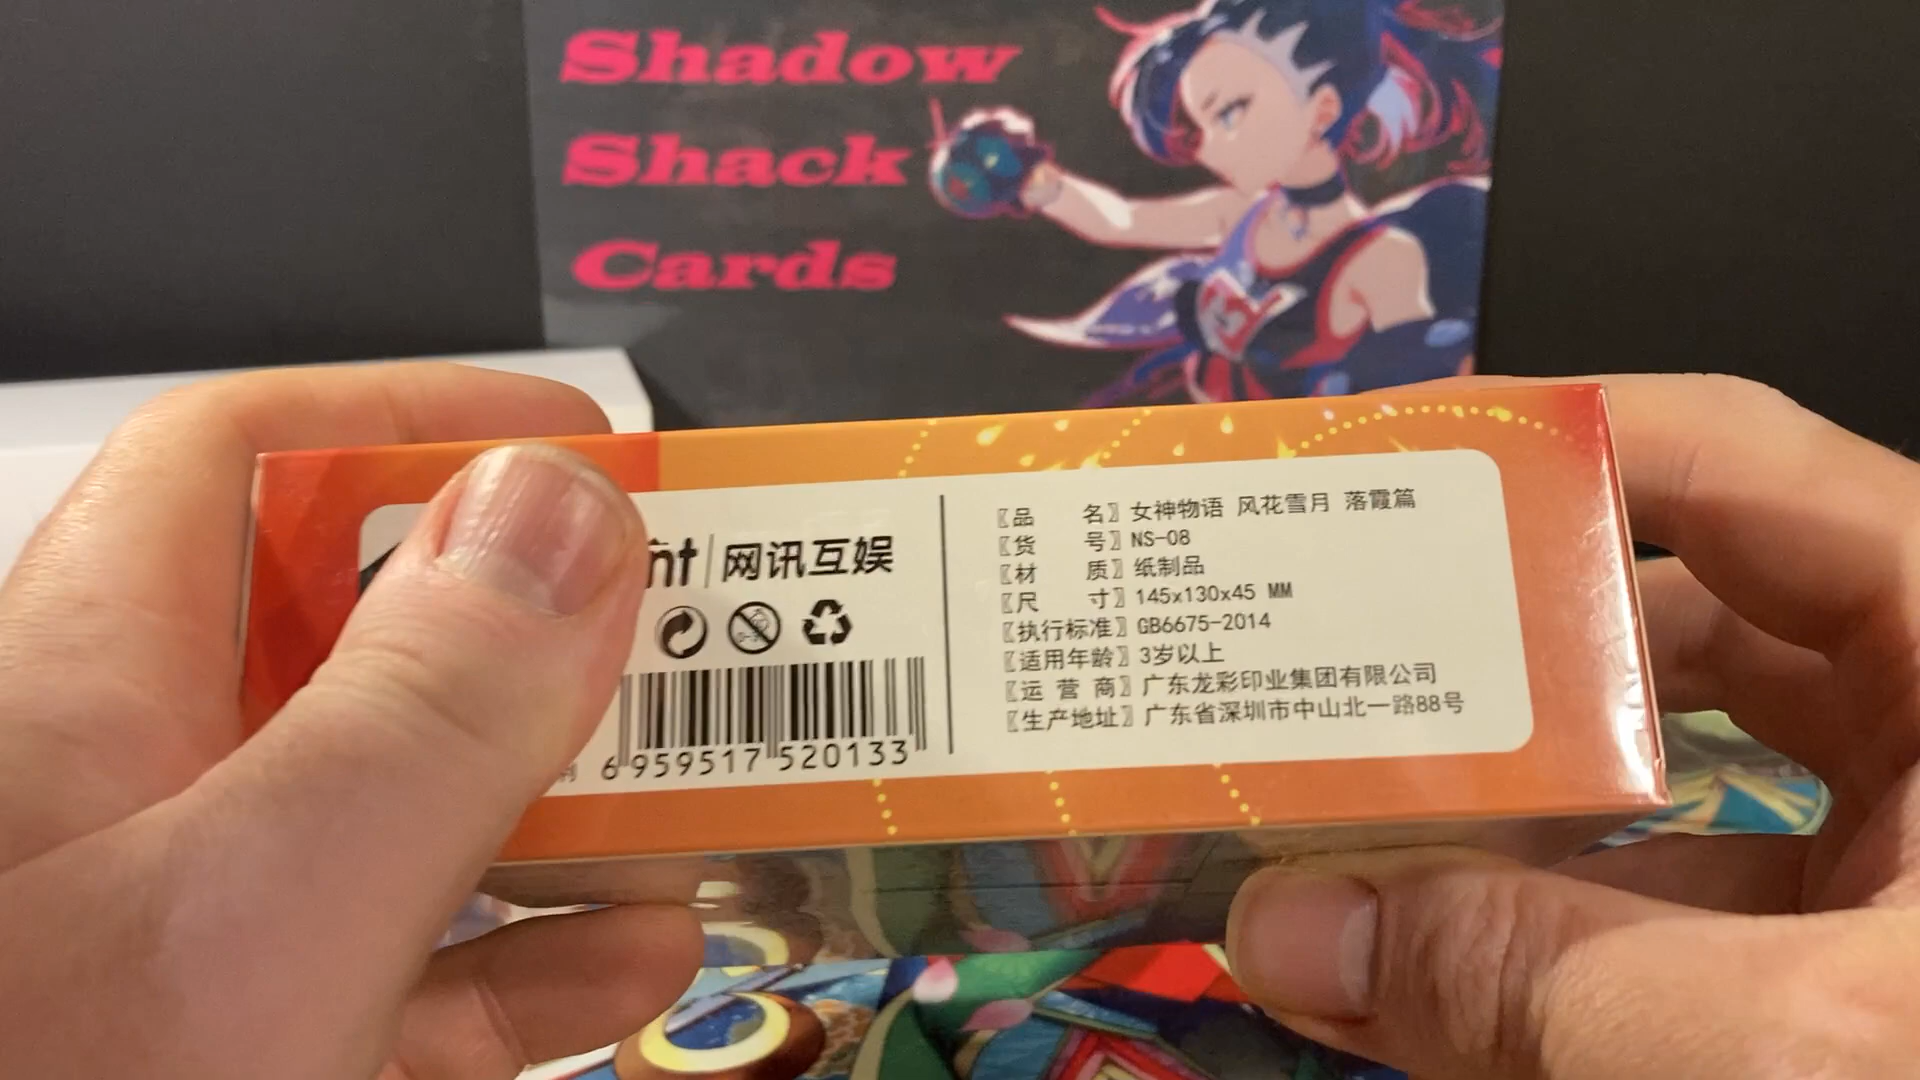 Shadow
Shack
Cards
网讯互娱
6 959517 520133
〖品 名〗女神物语 风花雪月 落霞篇
〖货 号〗NS-08
〖材 质〗纸制品
〖尺 寸〗145x130x45 MM
〖执行标准〗GB6675-2014
〖适用年龄〗3岁以上
〖运 营 商〗广东龙彩印业集团有限公司
〖生产地址〗广东省深圳市中山北一路88号